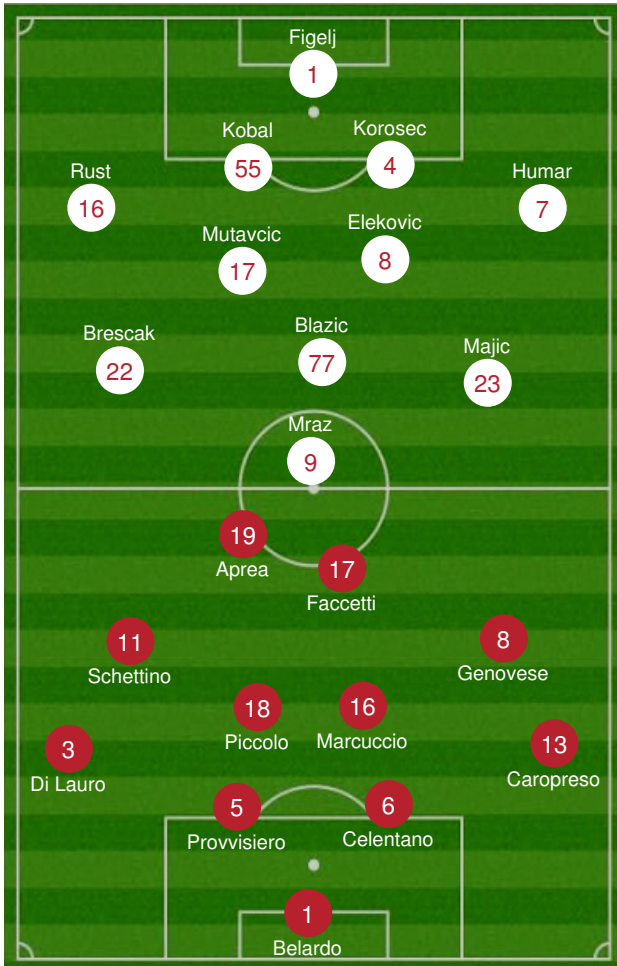 Figelj
1
Kobal
55
Korosec
4
Rust
16
Humar
7
Mutavcic
17
Elekovic
8
Brescak
22
Blazic
77
Majic
23
Mraz
9
19
Aprea
17
Faccetti
11
Schettino
8
Genovese
18
Piccolo
16
Marcuccio
3
Di Lauro
13
Caropreso
5
Provvisiero
6
Celentano
1
Belardo